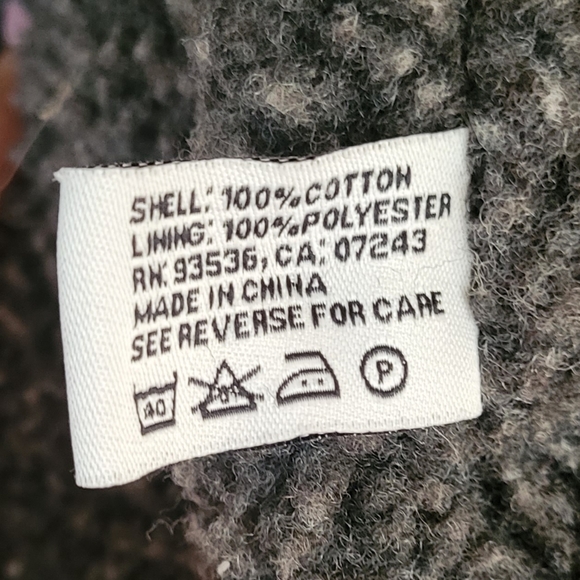 SHELL: 100% COTTON
LINING: 100% POLYESTER
RN: 93536, CA: 07243
MADE IN CHINA
SEE REVERSE FOR CARE
40 P